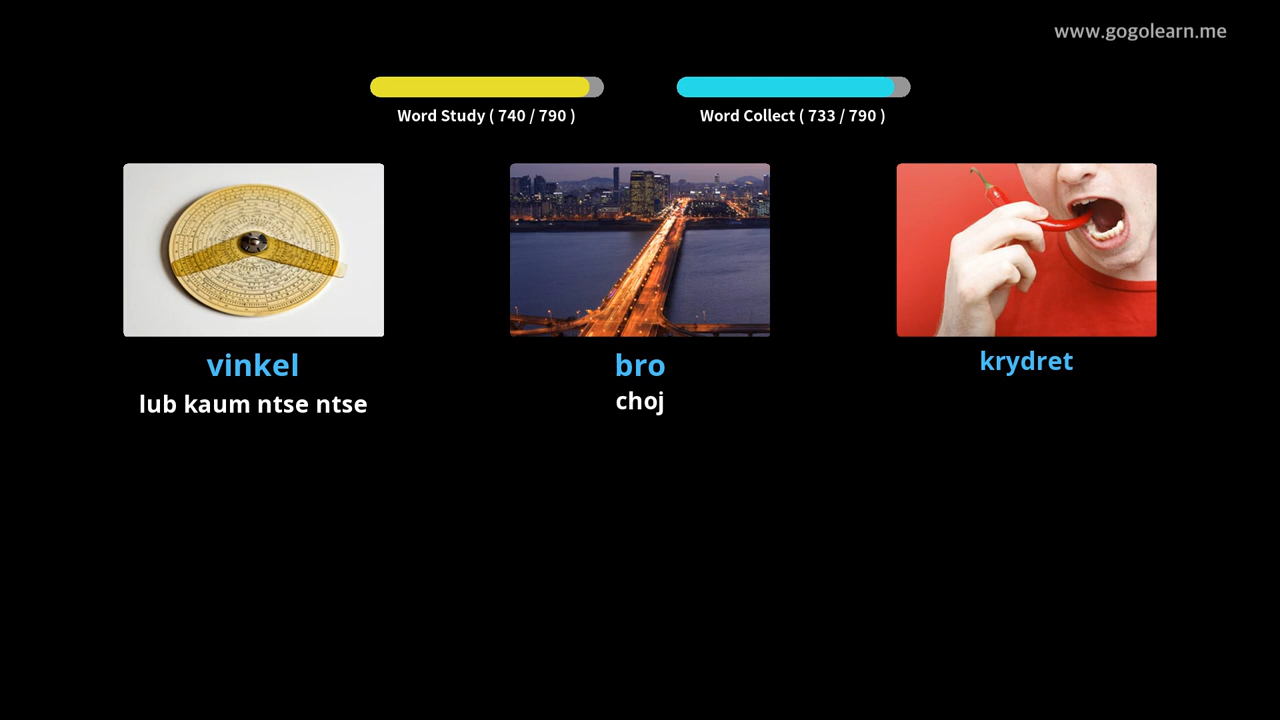 www.gogolearn.me
Word Study ( 740 / 790 )
Word Collect ( 733 / 790 )
vinkel
lub kaum ntse ntse
bro
choj
krydret